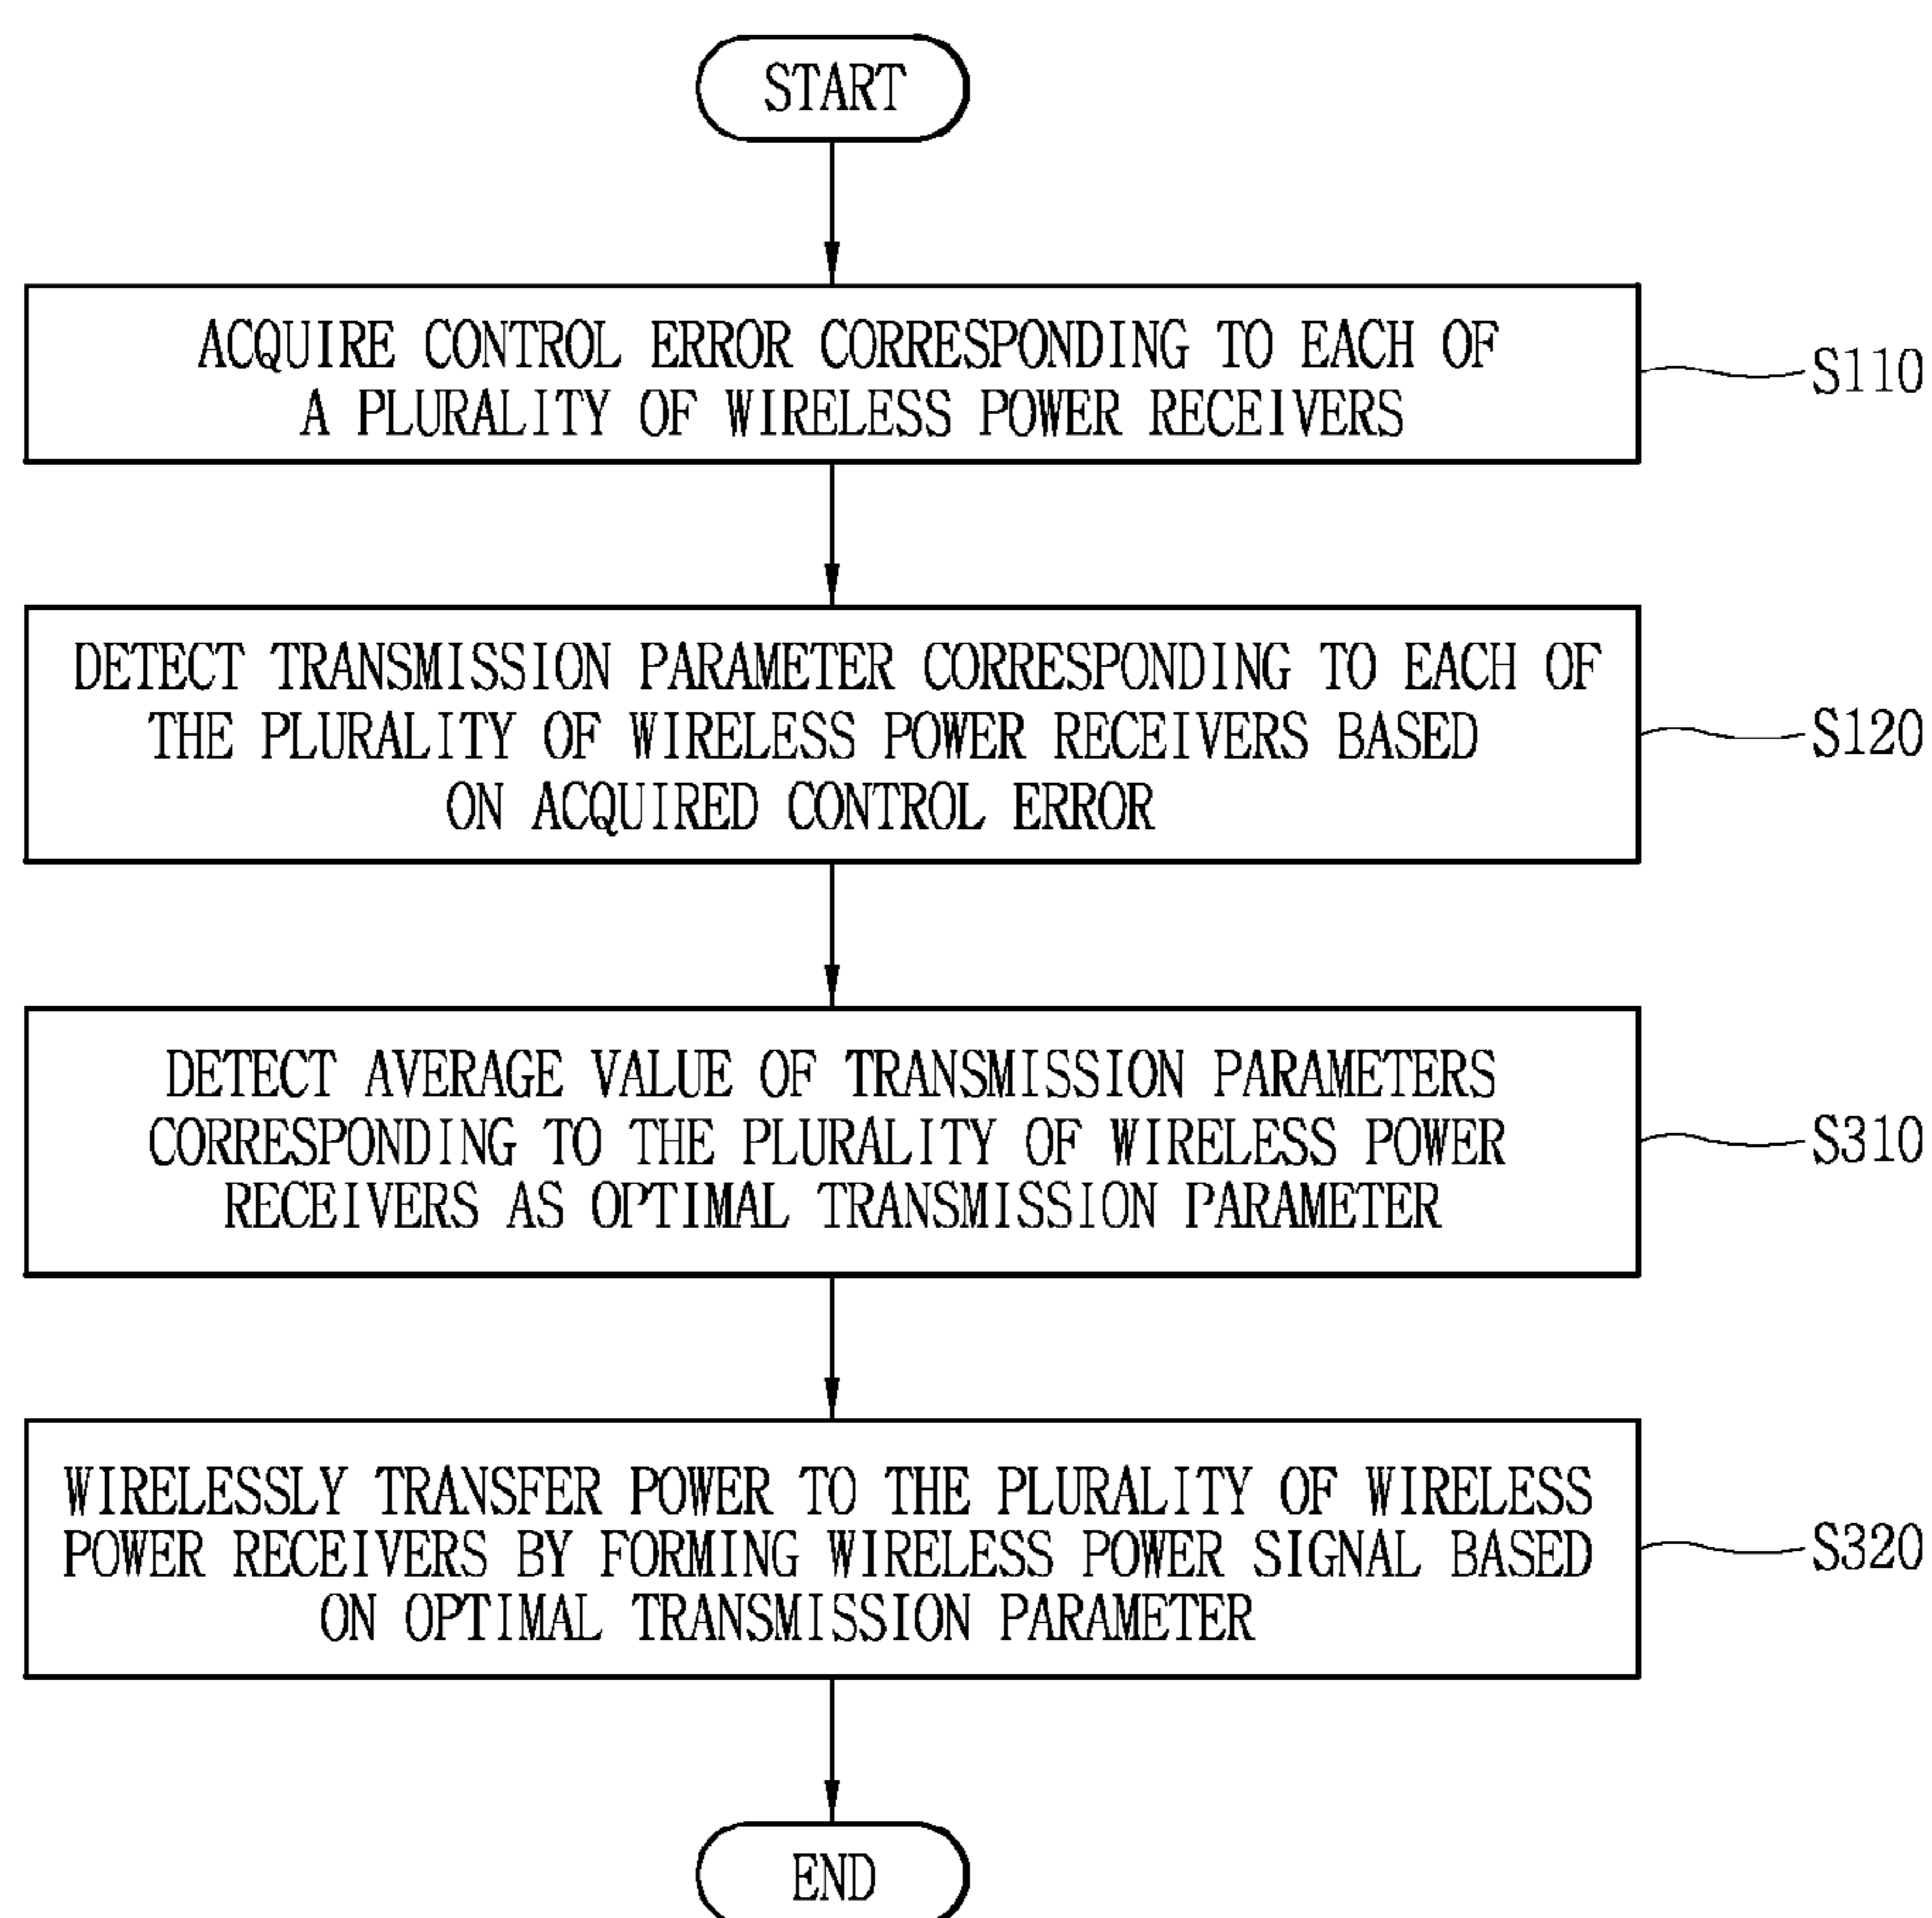 START
ACQUIRE CONTROL ERROR CORRESPONDING TO EACH OF
A PLURALITY OF WIRELESS POWER RECEIVERS
S110
DETECT TRANSMISSION PARAMETER CORRESPONDING TO EACH OF
THE PLURALITY OF WIRELESS POWER RECEIVERS BASED
ON ACQUIRED CONTROL ERROR
S120
DETECT AVERAGE VALUE OF TRANSMISSION PARAMETERS
CORRESPONDING TO THE PLURALITY OF WIRELESS POWER
RECEIVERS AS OPTIMAL TRANSMISSION PARAMETER
S310
WIRELESSLY TRANSFER POWER TO THE PLURALITY OF WIRELESS
POWER RECEIVERS BY FORMING WIRELESS POWER SIGNAL BASED
ON OPTIMAL TRANSMISSION PARAMETER
S320
END